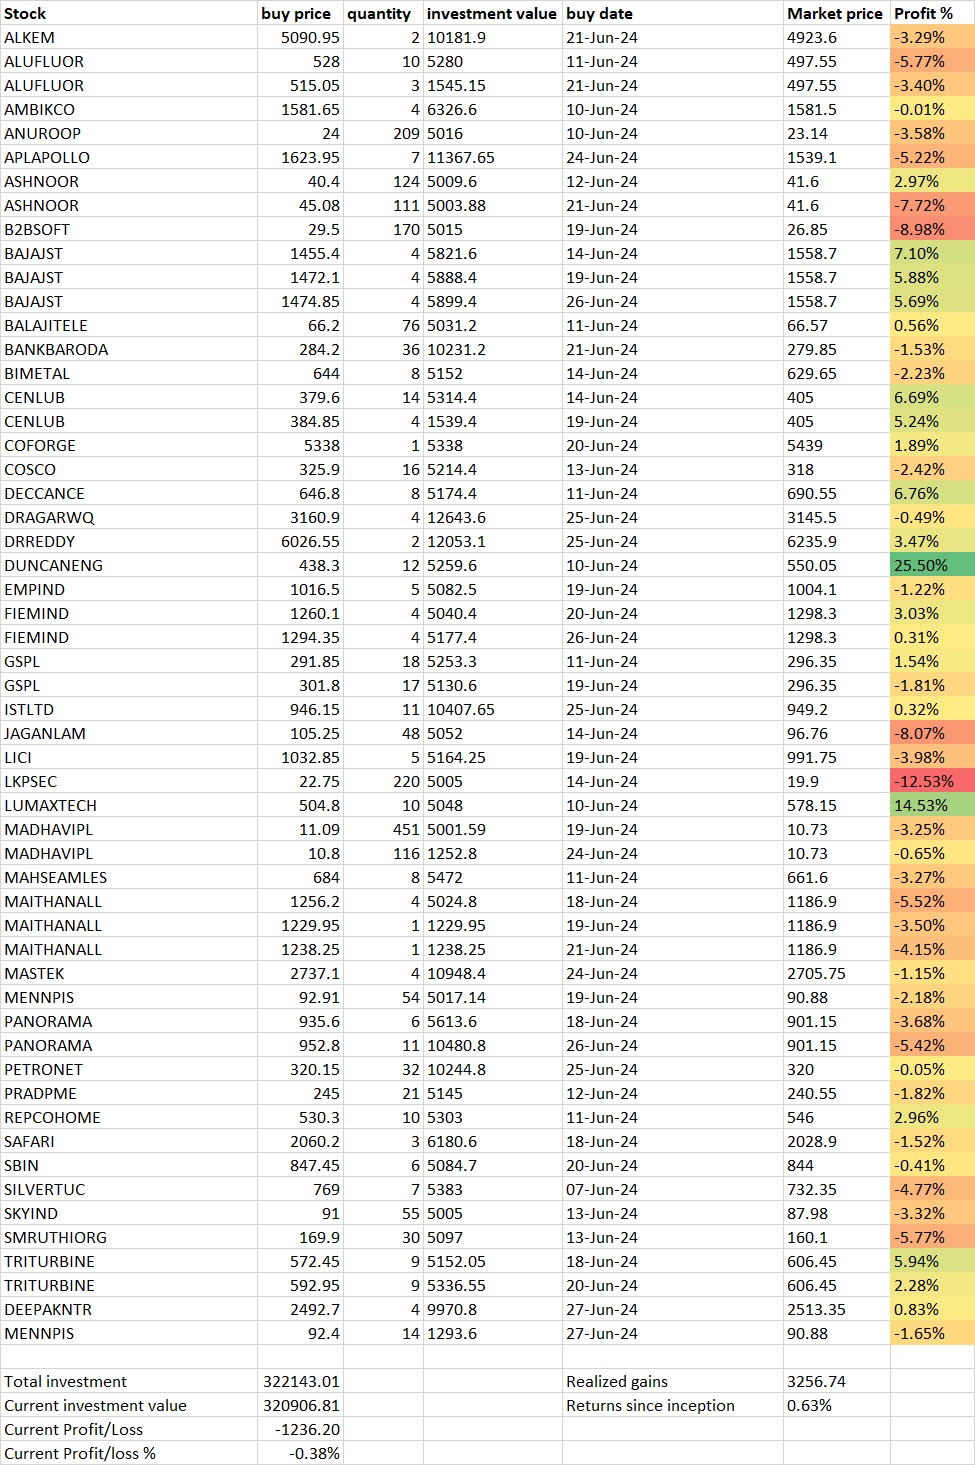 Stock buy price quantity investment value buy date Market price Profit %
ALKEM 5090.95 2 10181.9 21-Jun-24 4923.6 -3.29%
ALUFLUOR 528 10 5280 11-Jun-24 497.55 -5.77%
ALUFLUOR 515.05 3 1545.15 21-Jun-24 497.55 -3.40%
AMBIKCO 1581.65 4 6326.6 10-Jun-24 1581.5 -0.01%
ANUROOP 24 209 5016 10-Jun-24 23.14 -3.58%
APLAPOLLO 1623.95 7 11367.65 24-Jun-24 1539.1 -5.22%
ASHNOOR 40.4 124 5009.6 12-Jun-24 41.6 2.97%
ASHNOOR 45.08 111 5003.88 21-Jun-24 41.6 -7.72%
B2BSOFT 29.5 170 5015 19-Jun-24 26.85 -8.98%
BAJAJST 1455.4 4 5821.6 14-Jun-24 1558.7 7.10%
BAJAJST 1472.1 4 5888.4 19-Jun-24 1558.7 5.88%
BAJAJST 1474.85 4 5899.4 26-Jun-24 1558.7 5.69%
BALAJITELE 66.2 76 5031.2 11-Jun-24 66.57 0.56%
BANKBARODA 284.2 36 10231.2 21-Jun-24 279.85 -1.53%
BIMETAL 644 8 5152 14-Jun-24 629.65 -2.23%
CENLUB 379.6 14 5314.4 14-Jun-24 405 6.69%
CENLUB 384.85 4 1539.4 19-Jun-24 405 5.24%
COFORGE 5338 1 5338 20-Jun-24 5439 1.89%
COSCO 325.9 16 5214.4 13-Jun-24 318 -2.42%
DECCANCE 646.8 8 5174.4 11-Jun-24 690.55 6.76%
DRAGARWQ 3160.9 4 12643.6 25-Jun-24 3145.5 -0.49%
DRREDDY 6026.55 2 12053.1 25-Jun-24 6235.9 3.47%
DUNCANENG 438.3 12 5259.6 10-Jun-24 550.05 25.50%
EMPIND 1016.5 5 5082.5 19-Jun-24 1004.1 -1.22%
FIEMIND 1260.1 4 5040.4 20-Jun-24 1298.3 3.03%
FIEMIND 1294.35 4 5177.4 26-Jun-24 1298.3 0.31%
GSPL 291.85 18 5253.3 11-Jun-24 296.35 1.54%
GSPL 301.8 17 5130.6 19-Jun-24 296.35 -1.81%
ISTLTD 946.15 11 10407.65 25-Jun-24 949.2 0.32%
JAGANLAM 105.25 48 5052 14-Jun-24 96.76 -8.07%
LICI 1032.85 5 5164.25 19-Jun-24 991.75 -3.98%
LKPSEC 22.75 220 5005 14-Jun-24 19.9 -12.53%
LUMAXTECH 504.8 10 5048 10-Jun-24 578.15 14.53%
MADHAVIPL 11.09 451 5001.59 19-Jun-24 10.73 -3.25%
MADHAVIPL 10.8 116 1252.8 24-Jun-24 10.73 -0.65%
MAHSEAMLES 684 8 5472 11-Jun-24 661.6 -3.27%
MAITHANALL 1256.2 4 5024.8 18-Jun-24 1186.9 -5.52%
MAITHANALL 1229.95 1 1229.95 19-Jun-24 1186.9 -3.50%
MAITHANALL 1238.25 1 1238.25 21-Jun-24 1186.9 -4.15%
MASTEK 2737.1 4 10948.4 24-Jun-24 2705.75 -1.15%
MENNPIS 92.91 54 5017.14 19-Jun-24 90.88 -2.18%
PANORAMA 935.6 6 5613.6 18-Jun-24 901.15 -3.68%
PANORAMA 952.8 11 10480.8 26-Jun-24 901.15 -5.42%
PETRONET 320.15 32 10244.8 25-Jun-24 320 -0.05%
PRADPME 245 21 5145 12-Jun-24 240.55 -1.82%
REPCOHOME 530.3 10 5303 11-Jun-24 546 2.96%
SAFARI 2060.2 3 6180.6 18-Jun-24 2028.9 -1.52%
SBIN 847.45 6 5084.7 20-Jun-24 844 -0.41%
SILVERTUC 769 7 5383 07-Jun-24 732.35 -4.77%
SKYIND 91 55 5005 13-Jun-24 87.98 -3.32%
SMRUTHIORG 169.9 30 5097 13-Jun-24 160.1 -5.77%
TRITURBINE 572.45 9 5152.05 18-Jun-24 606.45 5.94%
TRITURBINE 592.95 9 5336.55 20-Jun-24 606.45 2.28%
DEEPAKNTR 2492.7 4 9970.8 27-Jun-24 2513.35 0.83%
MENNPIS 92.4 14 1293.6 27-Jun-24 90.88 -1.65%
Total investment 322143.01 Realized gains 3256.74
Current investment value 320906.81 Returns since inception 0.63%
Current Profit/Loss -1236.20
Current Profit/loss % -0.38%